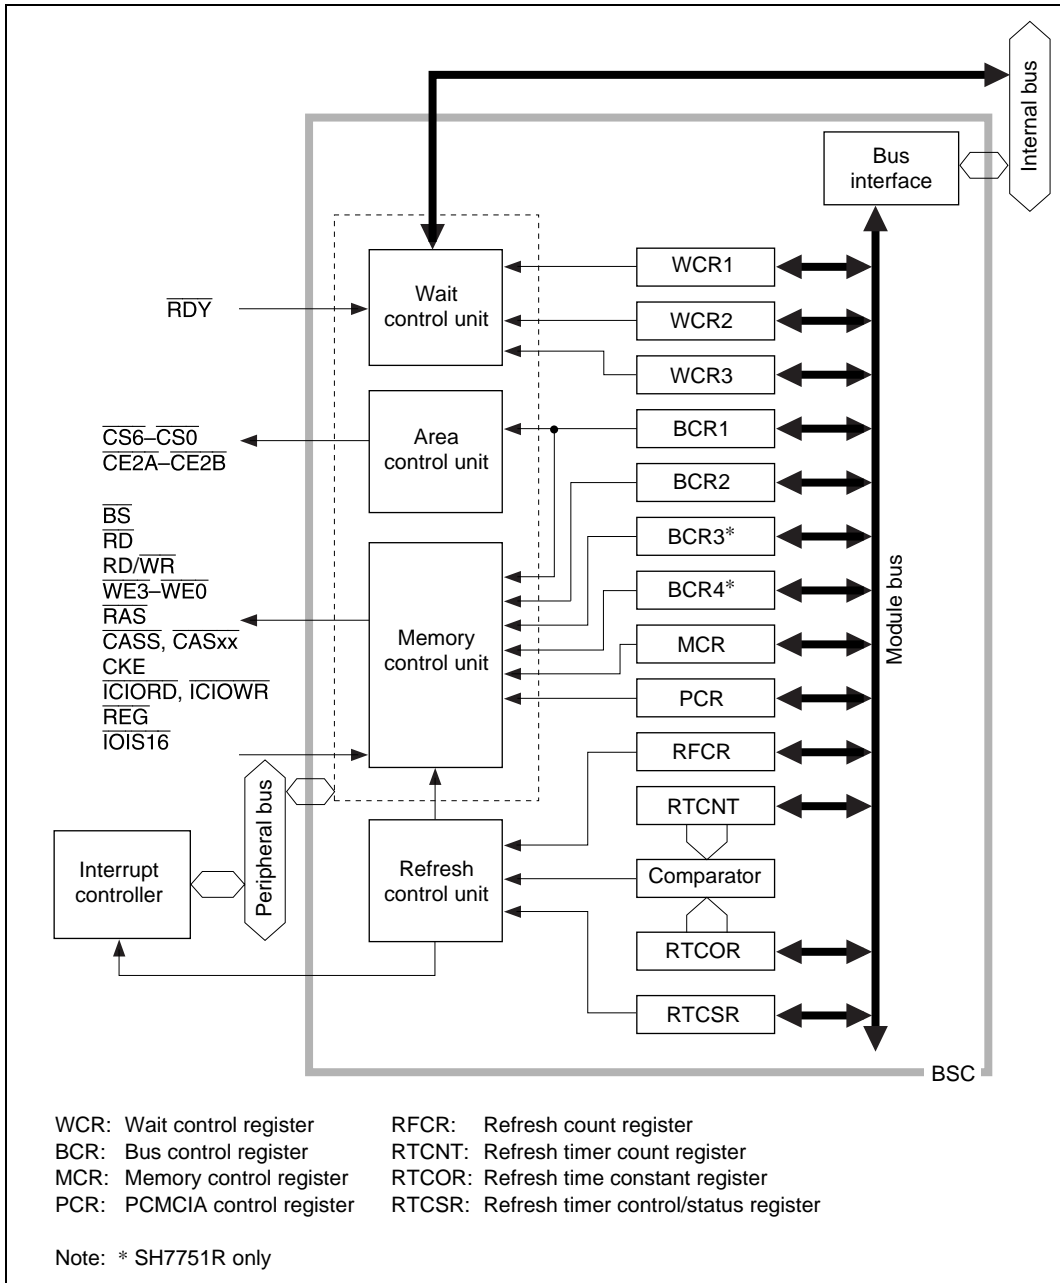 Internal bus
Bus
interface
Wait
control unit
RDY
WCR1
WCR2
WCR3
CS6–CS0
CE2A–CE2B
Area
control unit
BCR1
BCR2
BCR3*
BCR4*
MCR
PCR
RFCR
RTCNT
Comparator
RTCOR
RTCSR
Module bus
BS
RD
RD/WR
WE3–WE0
RAS
CASS, CASxx
CKE
ICIORD, ICIOWR
REG
IOIS16
Memory
control unit
Peripheral bus
Interrupt
controller
Refresh
control unit
BSC
WCR: Wait control register
BCR: Bus control register
MCR: Memory control register
PCR: PCMCIA control register
RFCR: Refresh count register
RTCNT: Refresh timer count register
RTCOR: Refresh time constant register
RTCSR: Refresh timer control/status register
Note: * SH7751R only